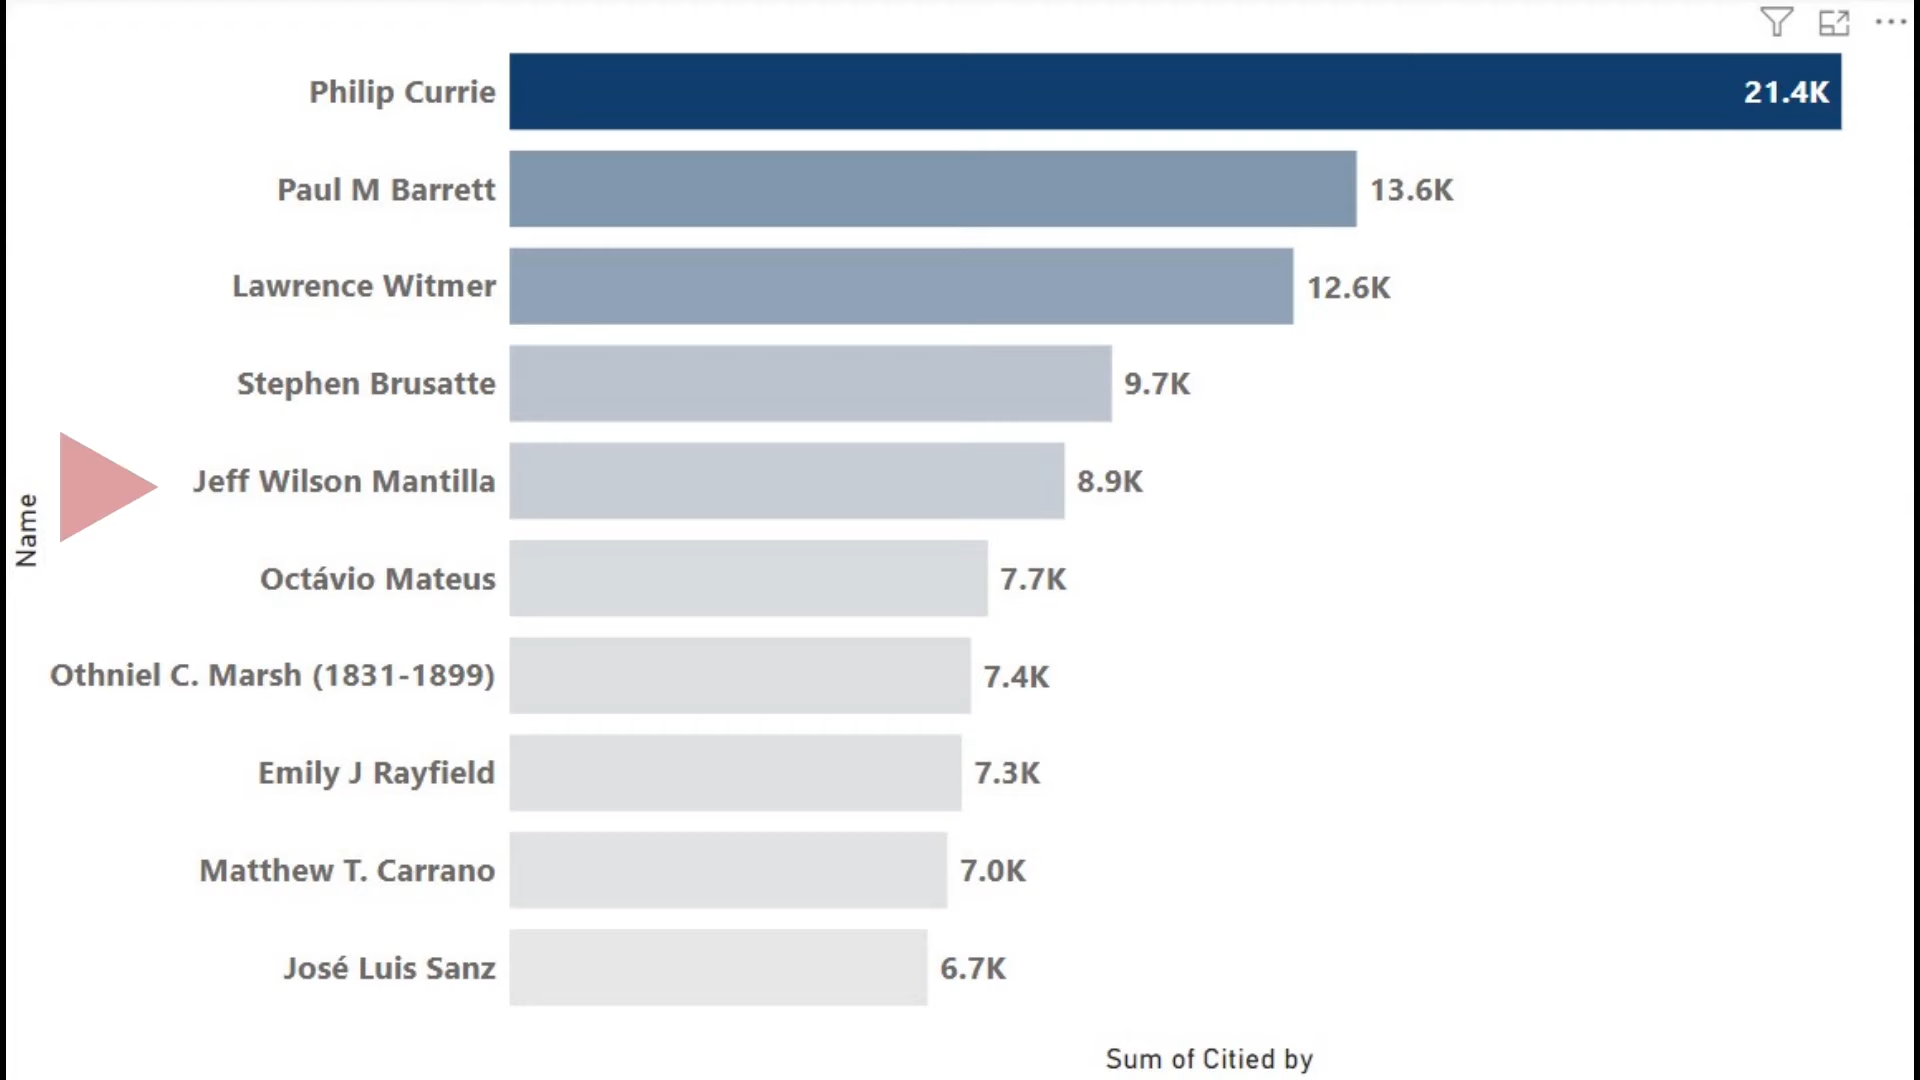 Philip Currie 21.4K
Paul M Barrett 13.6K
Lawrence Witmer 12.6K
Stephen Brusatte 9.7K
Jeff Wilson Mantilla 8.9K
Octávio Mateus 7.7K
Othniel C. Marsh (1831-1899) 7.4K
Emily J Rayfield 7.3K
Matthew T. Carrano 7.0K
José Luis Sanz 6.7K
Name
Sum of Citied by